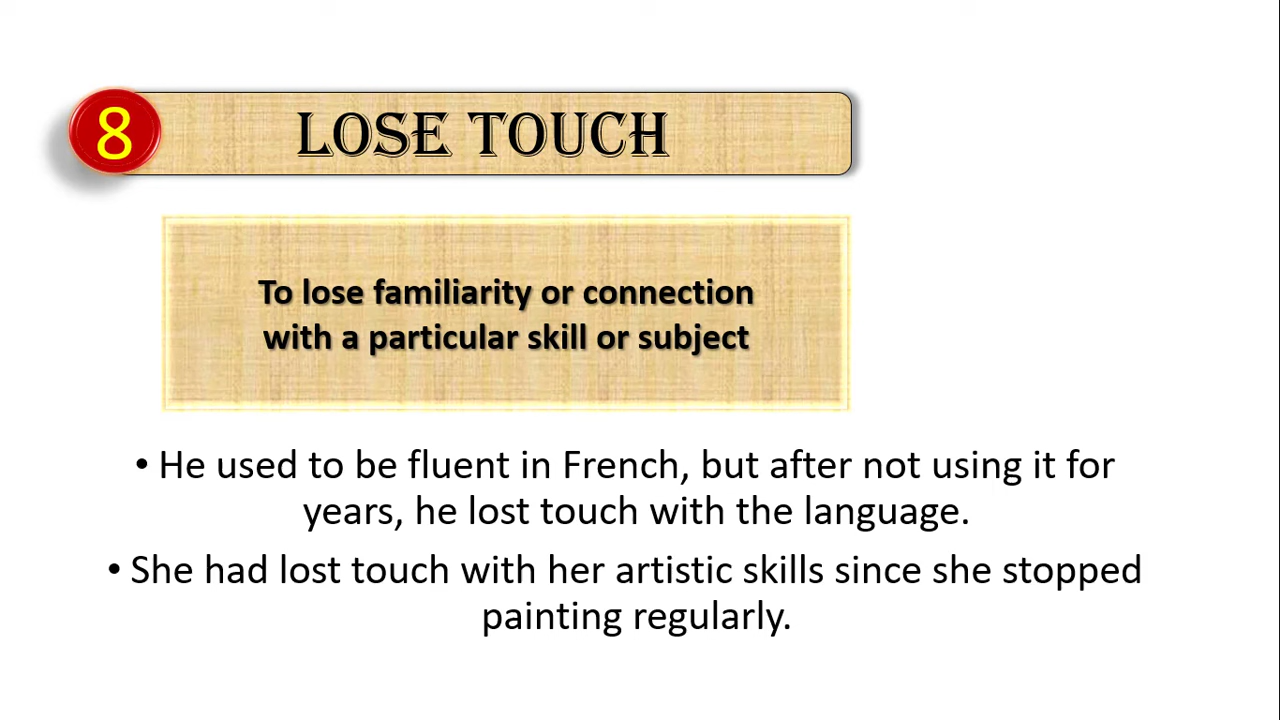 8
LOSE TOUCH
To lose familiarity or connection
with a particular skill or subject
• He used to be fluent in French, but after not using it for
years, he lost touch with the language.
• She had lost touch with her artistic skills since she stopped
painting regularly.